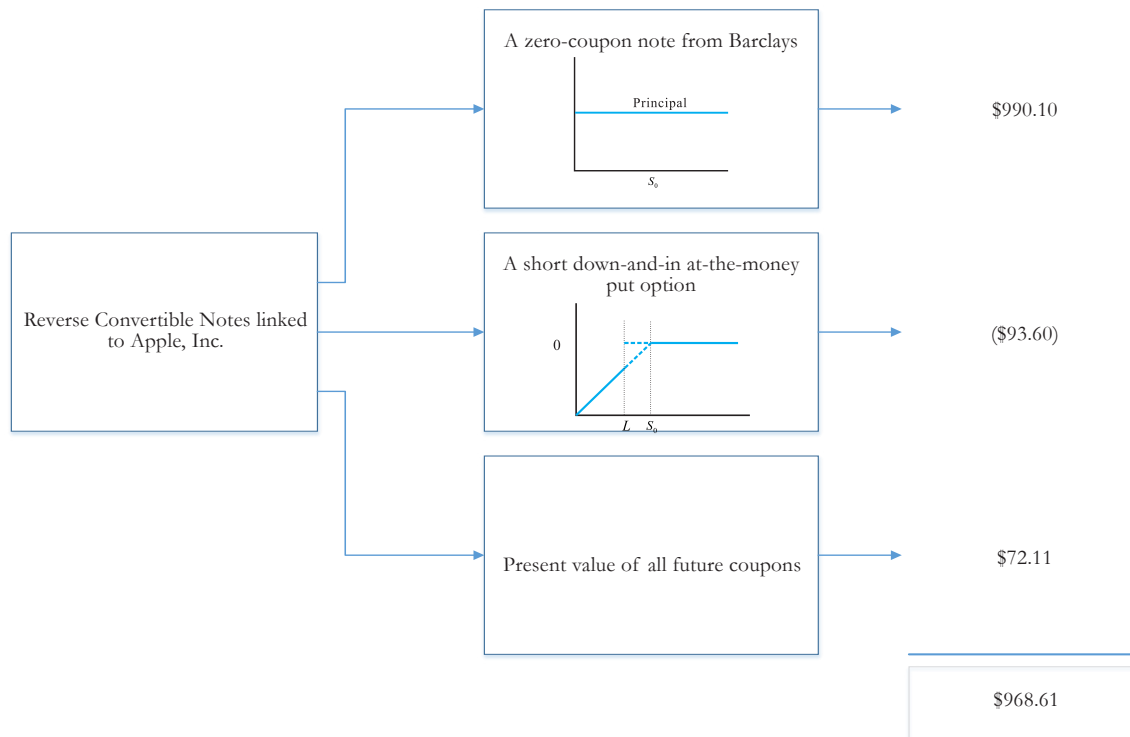 A zero-coupon note from Barclays
Principal
S₀
$990.10
Reverse Convertible Notes linked
to Apple, Inc.
A short down-and-in at-the-money
put option
0
L S₀
($93.60)
Present value of all future coupons
$72.11
$968.61